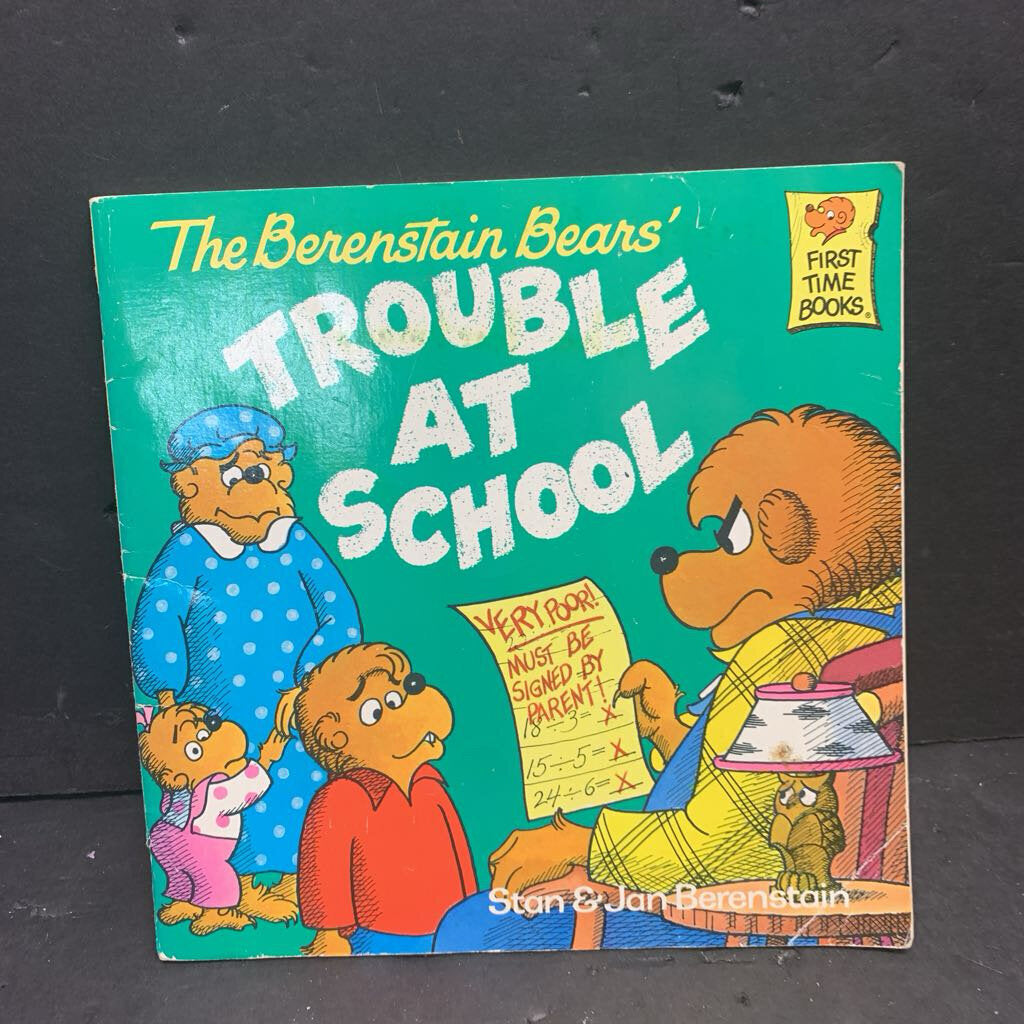 The Berenstain Bears'
TROUBLE
AT
SCHOOL
FIRST
TIME
BOOKS®
VERY POOR!
MUST BE
SIGNED BY
PARENT!
18÷3= X
15÷5= X
24÷6= X
Stan & Jan Berenstain